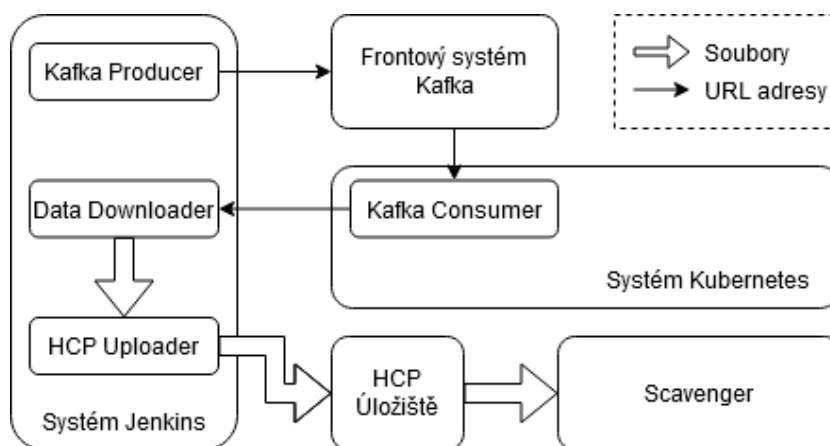 Kafka Producer
Frontový systém
Kafka
Soubory
URL adresy
Data Downloader
Kafka Consumer
Systém Kubernetes
HCP Uploader
HCP
Úložiště
Scavenger
Systém Jenkins